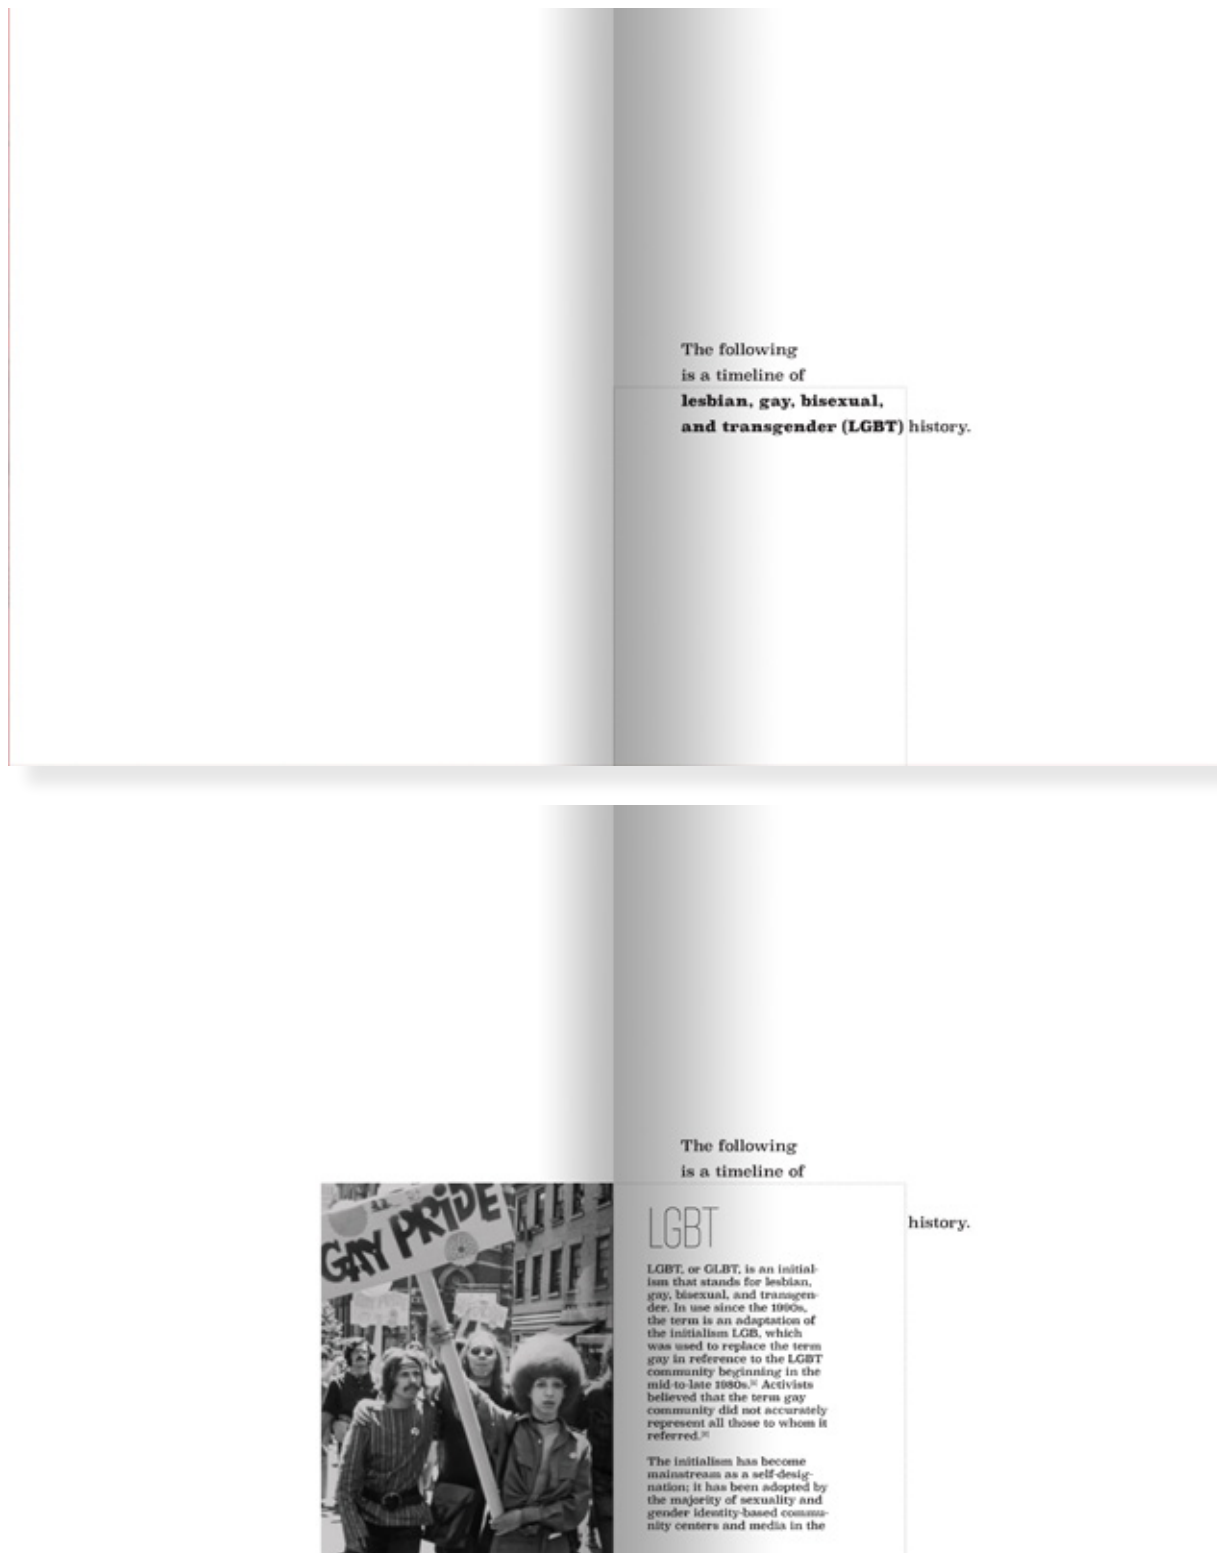 The following
is a timeline of
lesbian, gay, bisexual,
and transgender (LGBT) history.
The following
is a timeline of
history.
GAY PRIDE
LGBT
LGBT, or GLBT, is an initial-
ism that stands for lesbian,
gay, bisexual, and transgen-
der. In use since the 1990s,
the term is an adaptation of
the initialism LGB, which
was used to replace the term
gay in reference to the LGBT
community beginning in the
mid-to-late 1980s.[1] Activists
believed that the term gay
community did not accurately
represent all those to whom it
referred.[2]
The initialism has become
mainstream as a self-desig-
nation; it has been adopted by
the majority of sexuality and
gender identity-based commu-
nity centers and media in the